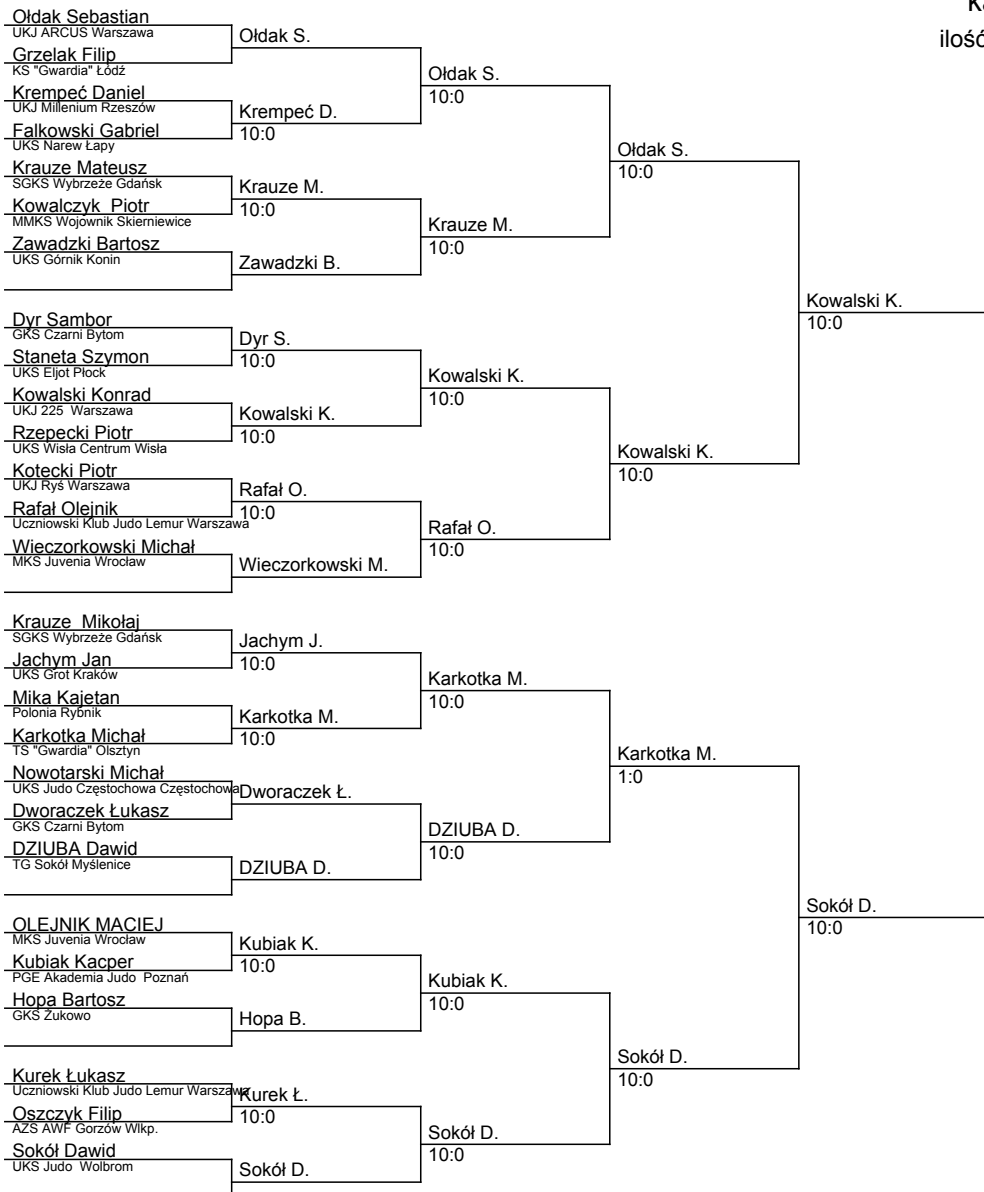 Ka
ilość
Ołdak Sebastian
UKJ ARCUS Warszawa
Ołdak S.
Grzelak Filip
KS "Gwardia" Łódź
Ołdak S.
10:0
Krempeć Daniel
UKJ Millenium Rzeszów
Krempeć D.
10:0
Falkowski Gabriel
UKS Narew Łapy
Ołdak S.
10:0
Krauze Mateusz
SGKS Wybrzeże Gdańsk
Krauze M.
10:0
Kowalczyk Piotr
MMKS Wojownik Skierniewice
Krauze M.
10:0
Zawadzki Bartosz
UKS Górnik Konin
Zawadzki B.
Kowalski K.
10:0
Dyr Sambor
GKS Czarni Bytom
Dyr S.
10:0
Staneta Szymon
UKS Eljot Płock
Kowalski K.
10:0
Kowalski Konrad
UKJ 225 Warszawa
Kowalski K.
10:0
Rzepecki Piotr
UKS Wisła Centrum Wisła
Kowalski K.
10:0
Kotecki Piotr
UKJ Ryś Warszawa
Rafał O.
10:0
Rafał Olejnik
Uczniowski Klub Judo Lemur Warszawa
Rafał O.
10:0
Wieczorkowski Michał
MKS Juvenia Wrocław
Wieczorkowski M.
Krauze Mikołaj
SGKS Wybrzeże Gdańsk
Jachym J.
10:0
Jachym Jan
UKS Grot Kraków
Karkotka M.
10:0
Mika Kajetan
Polonia Rybnik
Karkotka M.
10:0
Karkotka Michał
TS "Gwardia" Olsztyn
Karkotka M.
1:0
Nowotarski Michał
UKS Judo Częstochowa Częstochowa
Dworaczek Ł.
Dworaczek Łukasz
GKS Czarni Bytom
DZIUBA D.
10:0
DZIUBA Dawid
TG Sokół Myślenice
DZIUBA D.
Sokół D.
10:0
OLEJNIK MACIEJ
MKS Juvenia Wrocław
Kubiak K.
10:0
Kubiak Kacper
PGE Akademia Judo Poznań
Kubiak K.
10:0
Hopa Bartosz
GKS Żukowo
Hopa B.
Sokół D.
10:0
Kurek Łukasz
Uczniowski Klub Judo Lemur Warszawa
Kurek Ł.
10:0
Oszczyk Filip
AZS AWF Gorzów Wlkp.
Sokół D.
10:0
Sokół Dawid
UKS Judo Wolbrom
Sokół D.